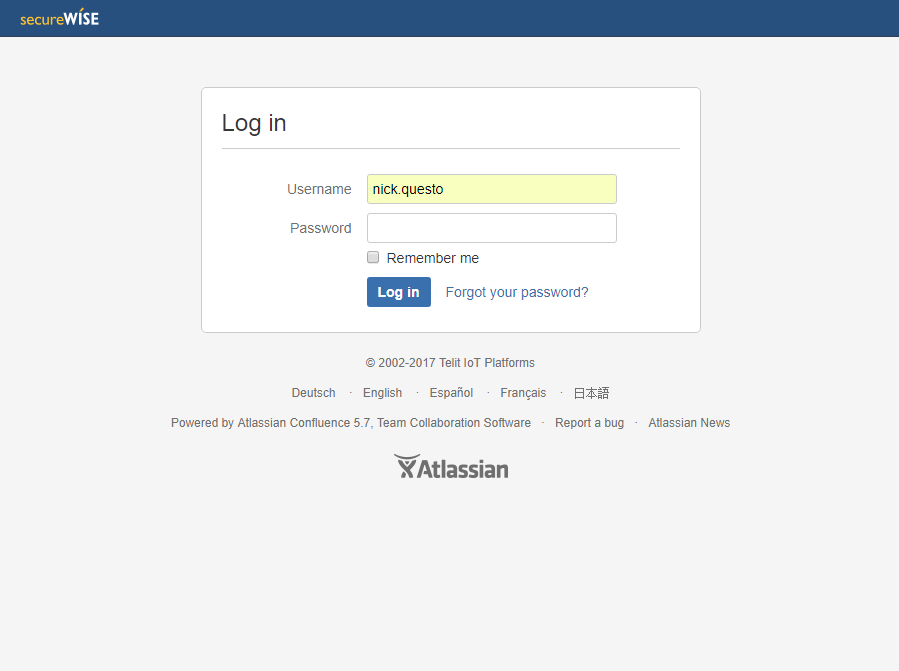 secureWISE
Log in
Username nick.questo
Password
Remember me
Log in Forgot your password?
© 2002-2017 Telit IoT Platforms
Deutsch · English · Español · Français · 日本語
Powered by Atlassian Confluence 5.7, Team Collaboration Software · Report a bug · Atlassian News
Atlassian